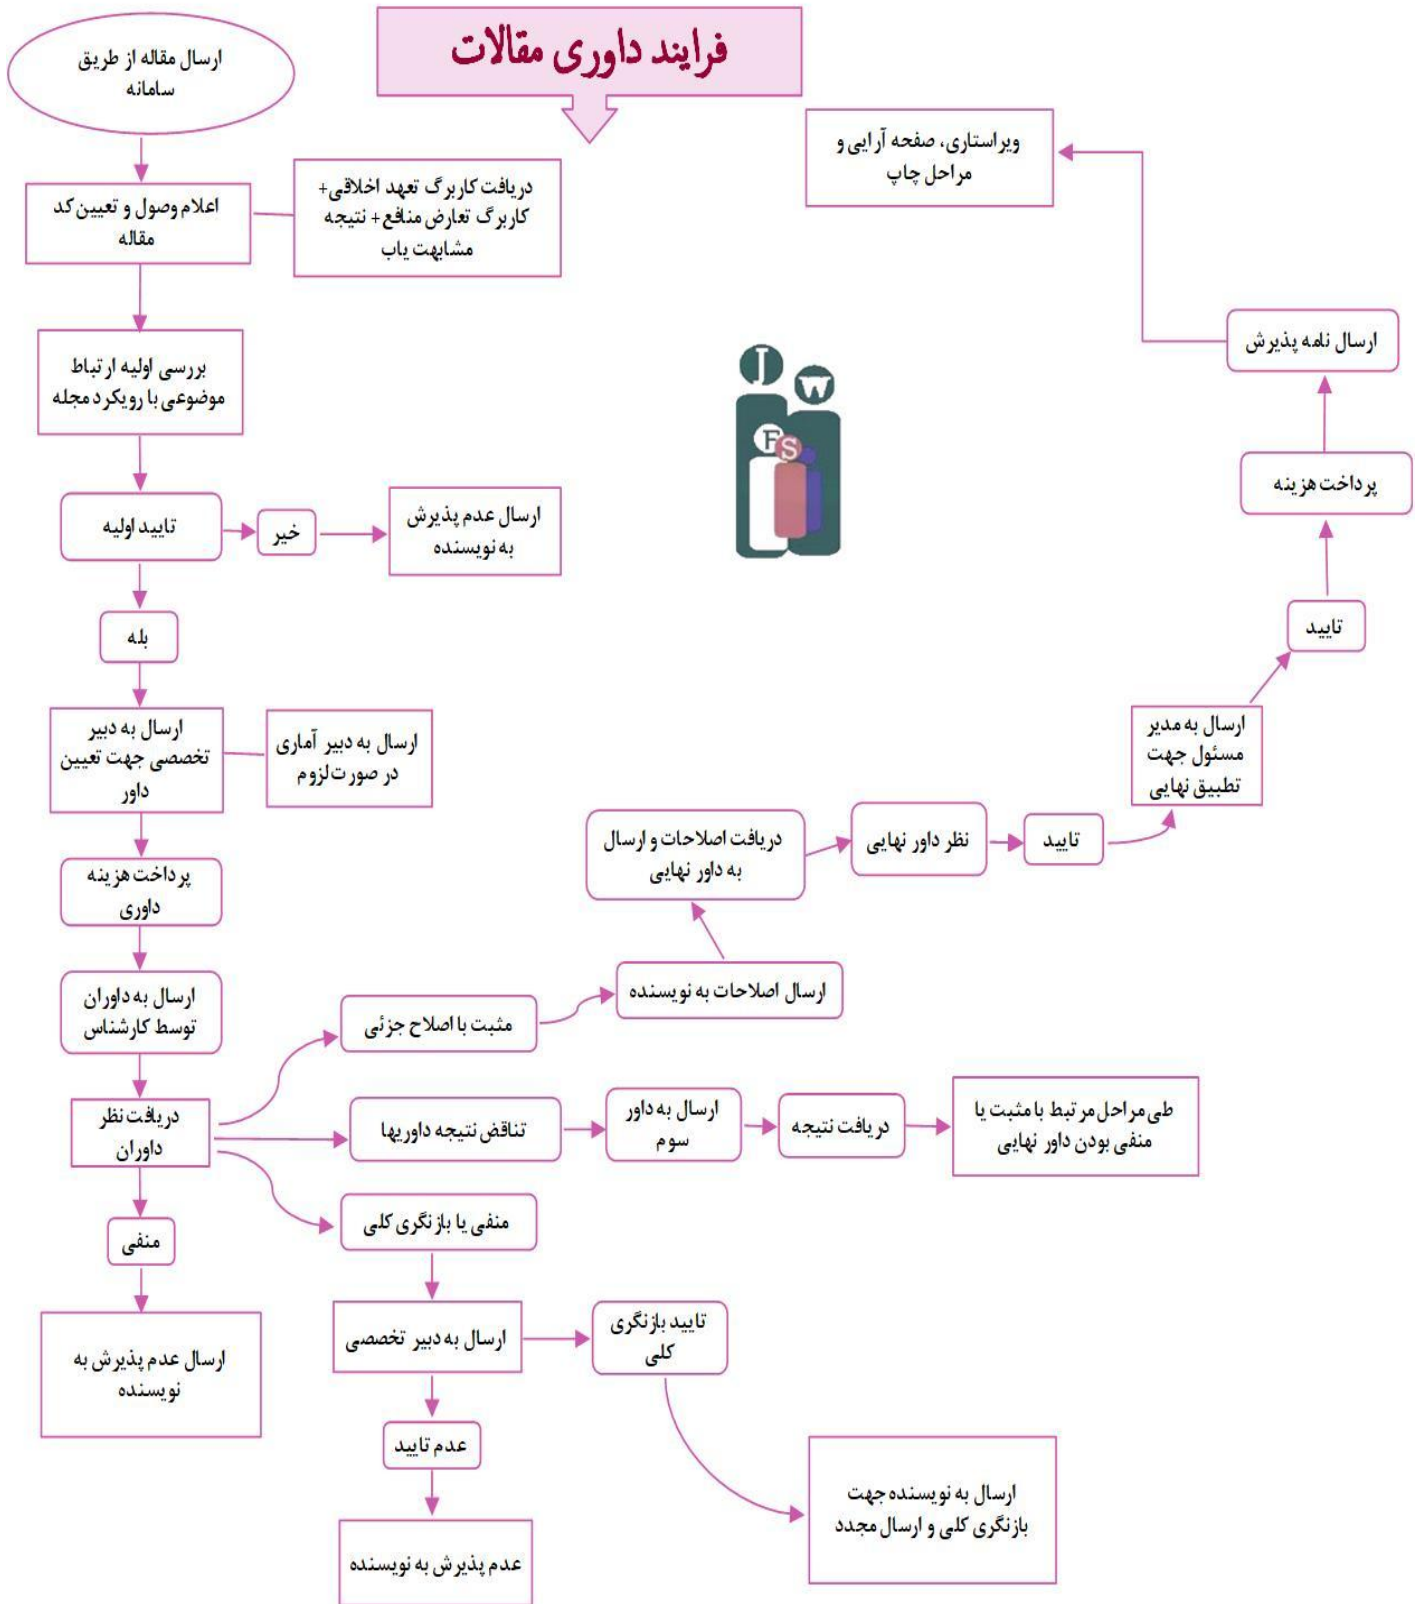 فرایند داوری مقالات
ارسال مقاله از طریق
سامانه
اعلام وصول و تعیین کد
مقاله
دریافت کاربرگ تعهد اخلاقی+
کاربرگ تعارض منافع+ نتیجه
مشابهت یاب
بررسی اولیه ارتباط
موضوعی با رویکرد مجله
تایید اولیه
خیر
ارسال عدم پذیرش
به نویسنده
بله
ارسال به دبیر
تخصصی جهت تعیین
داور
ارسال به دبیر آماری
در صورت لزوم
پرداخت هزینه
داوری
ارسال به داوران
توسط کارشناس
دریافت نظر
داوران
منفی
ارسال عدم پذیرش به
نویسنده
مثبت با اصلاح جزئی
ارسال اصلاحات به نویسنده
دریافت اصلاحات و ارسال
به داور نهایی
نظر داور نهایی
تایید
ارسال به مدیر
مسئول جهت
تطبیق نهایی
تایید
پرداخت هزینه
ارسال نامه پذیرش
ویراستاری، صفحه آرایی و
مراحل چاپ
تناقض نتیجه داوریها
ارسال به داور
سوم
دریافت نتیجه
طی مراحل مرتبط با مثبت یا
منفی بودن داور نهایی
منفی یا بازنگری کلی
ارسال به دبیر تخصصی
تایید بازنگری
کلی
ارسال به نویسنده جهت
بازنگری کلی و ارسال مجدد
عدم تایید
عدم پذیرش به نویسنده
J
W
F
S